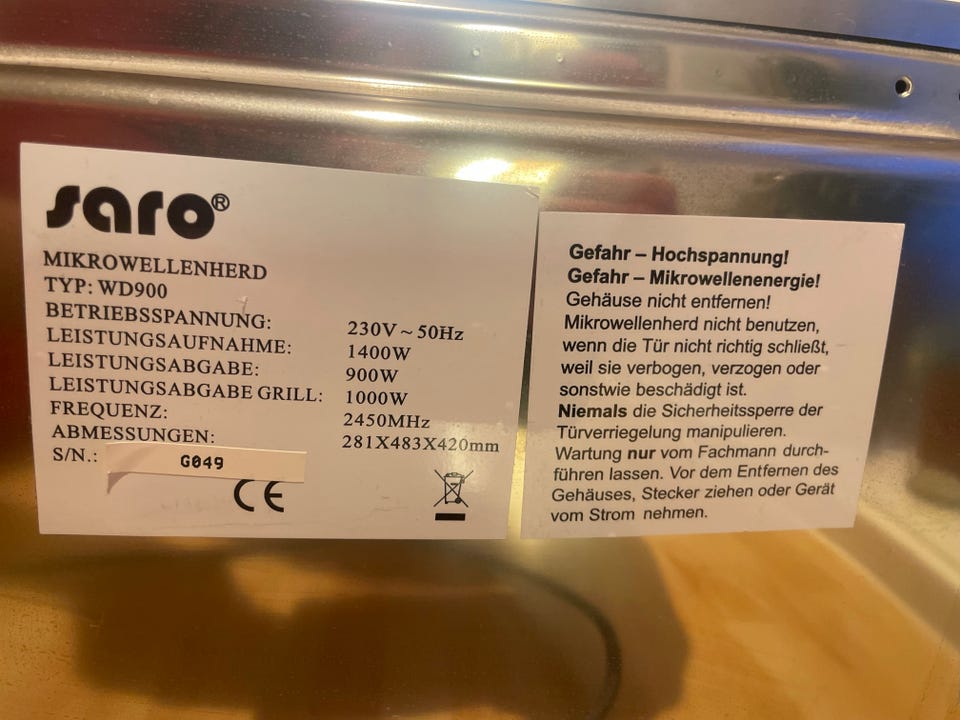 saro®
MIKROWELLENHERD
TYP: WD900
BETRIEBSSPANNUNG: 230V ~ 50Hz
LEISTUNGSAUFNAHME: 1400W
LEISTUNGSABGABE: 900W
LEISTUNGSABGABE GRILL: 1000W
FREQUENZ: 2450MHz
ABMESSUNGEN: 281X483X420mm
S/N.: G049
CE
Gefahr – Hochspannung!
Gefahr – Mikrowellenenergie!
Gehäuse nicht entfernen!
Mikrowellenherd nicht benutzen,
wenn die Tür nicht richtig schließt,
weil sie verbogen, verzogen oder
sonstwie beschädigt ist.
Niemals die Sicherheitssperre der
Türverriegelung manipulieren.
Wartung nur vom Fachmann durch-
führen lassen. Vor dem Entfernen des
Gehäuses, Stecker ziehen oder Gerät
vom Strom nehmen.